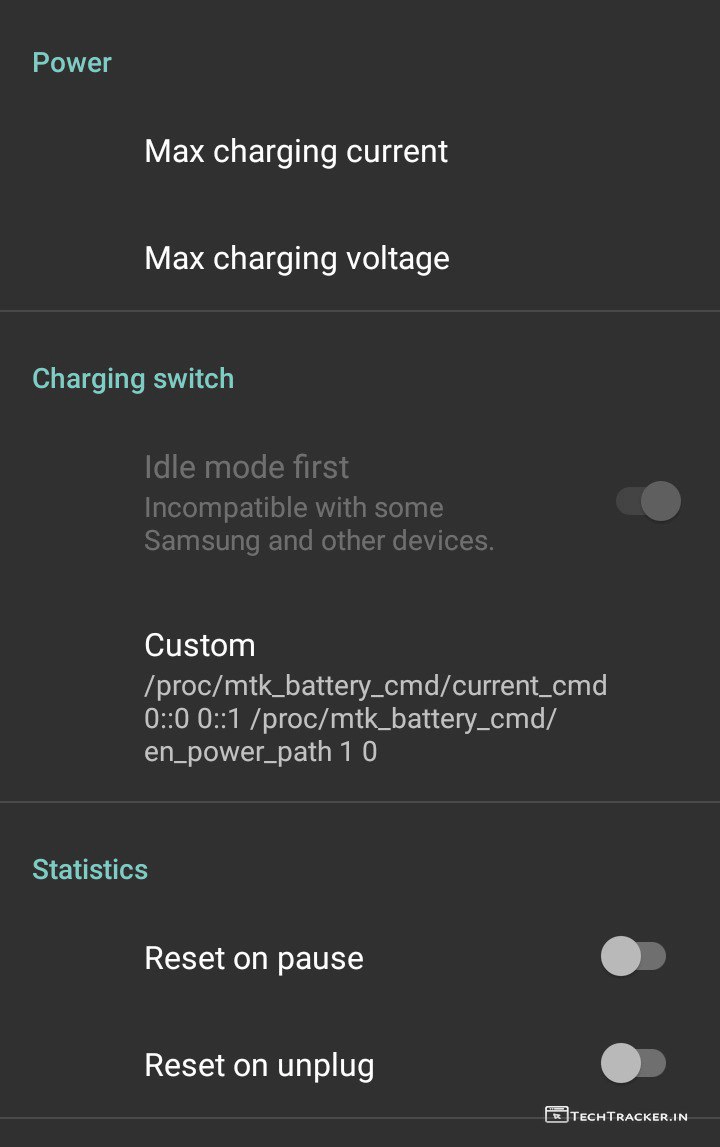 Power
Max charging current
Max charging voltage
Charging switch
Idle mode first
Incompatible with some
Samsung and other devices.
Custom
/proc/mtk_battery_cmd/current_cmd
0::0 0::1 /proc/mtk_battery_cmd/
en_power_path 1 0
Statistics
Reset on pause
Reset on unplug
TECHTRACKER.IN